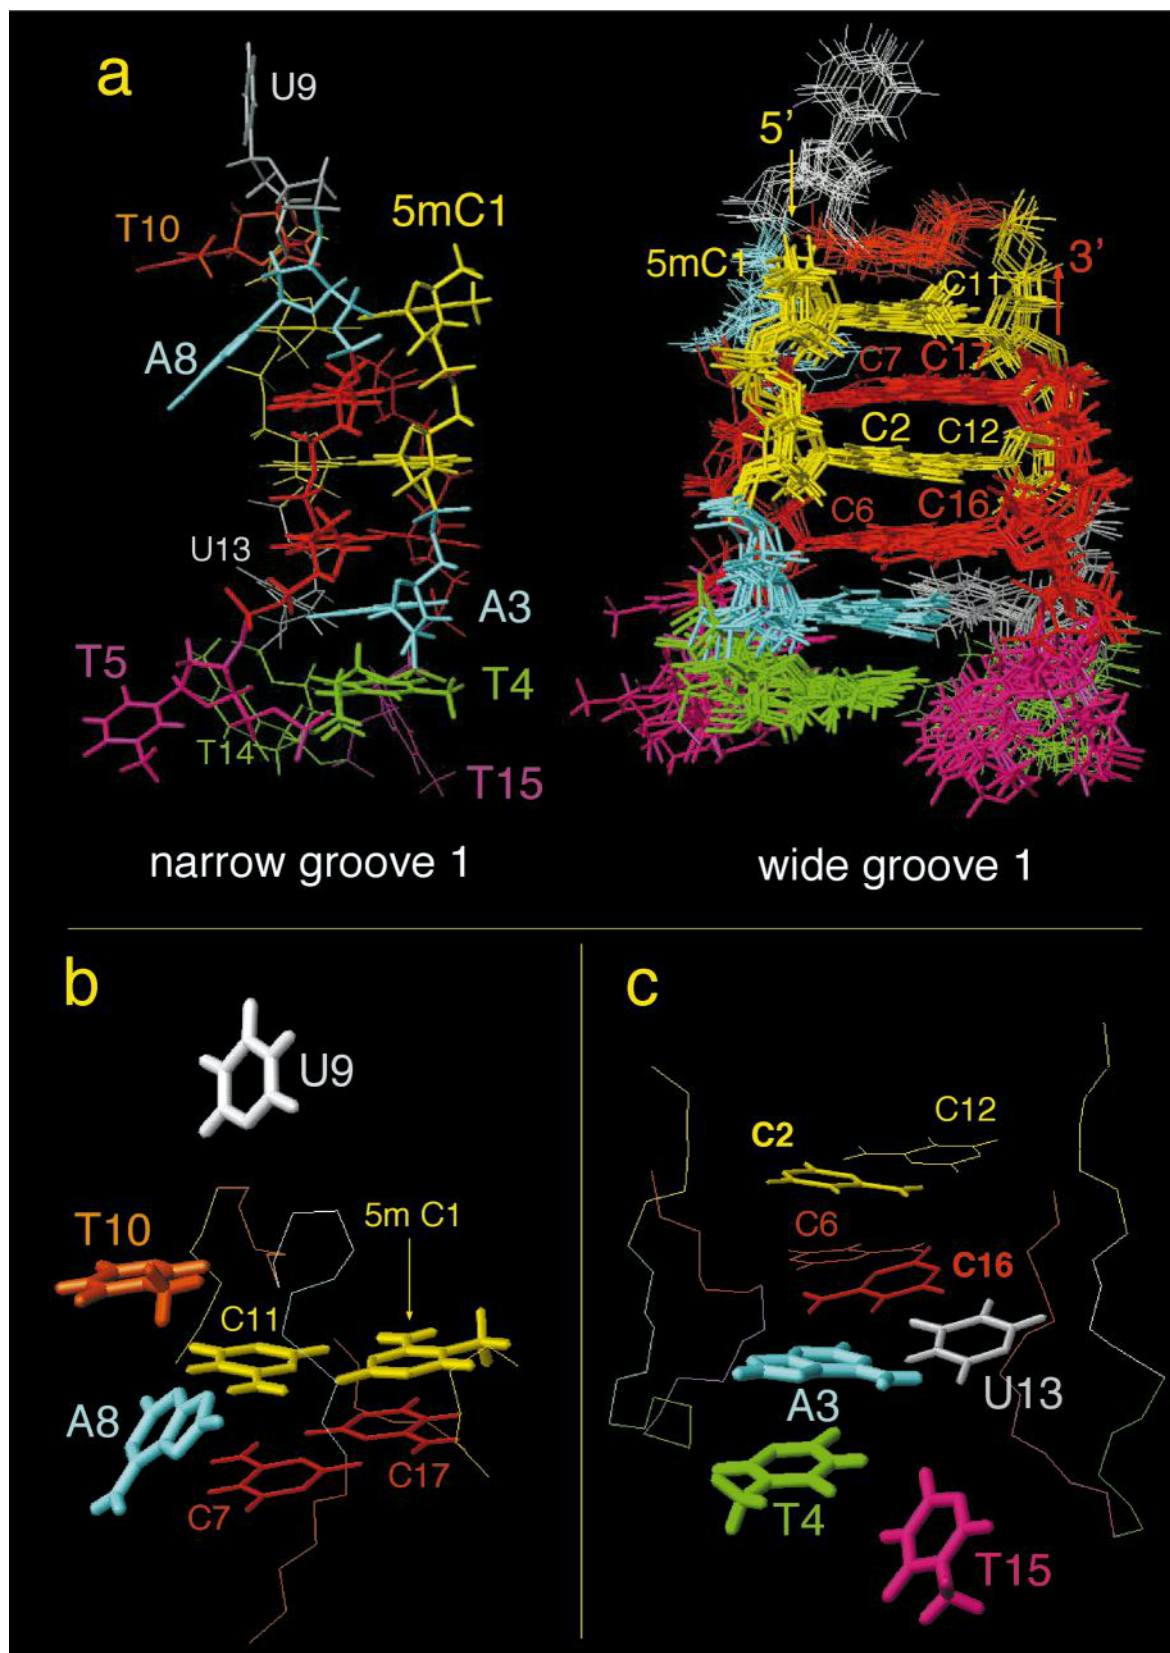 a
U9
T10
5mC1
A8
U13
A3
T5
T4
T14
T15
narrow groove 1
5’
5mC1
C11
3’
C7
C17
C2
C12
C6
C16
wide groove 1
b
U9
T10
5m C1
C11
A8
C7
C17
c
C12
C2
C6
C16
A3
U13
T4
T15